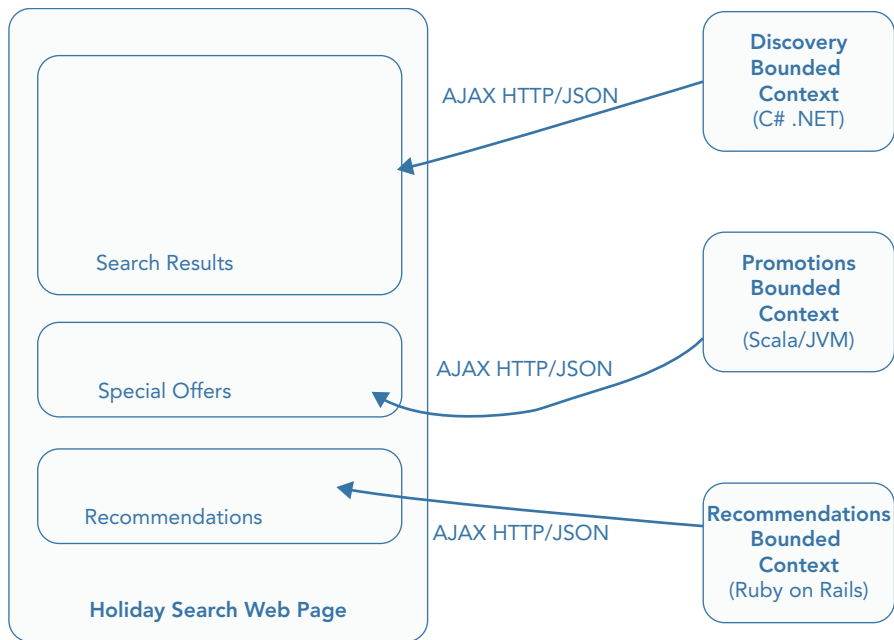 Discovery
Bounded
Context
(C# .NET)
AJAX HTTP/JSON
Search Results
Promotions
Bounded
Context
(Scala/JVM)
AJAX HTTP/JSON
Special Offers
Recommendations
Bounded
Context
(Ruby on Rails)
Recommendations
AJAX HTTP/JSON
Holiday Search Web Page